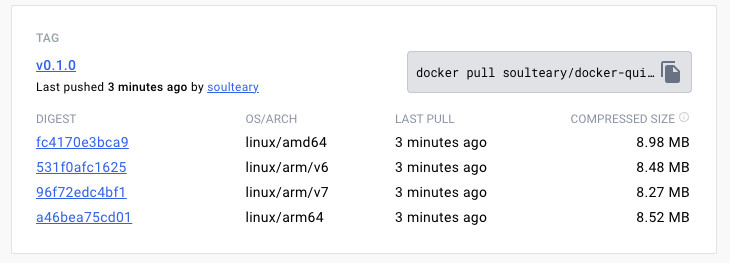 TAG
v0.1.0
Last pushed 3 minutes ago by soulteary
docker pull soulteary/docker-qui…
DIGEST OS/ARCH LAST PULL COMPRESSED SIZE
fc4170e3bca9 linux/amd64 3 minutes ago 8.98 MB
531f0afc1625 linux/arm/v6 3 minutes ago 8.48 MB
96f72edc4bf1 linux/arm/v7 3 minutes ago 8.27 MB
a46bea75cd01 linux/arm64 3 minutes ago 8.52 MB